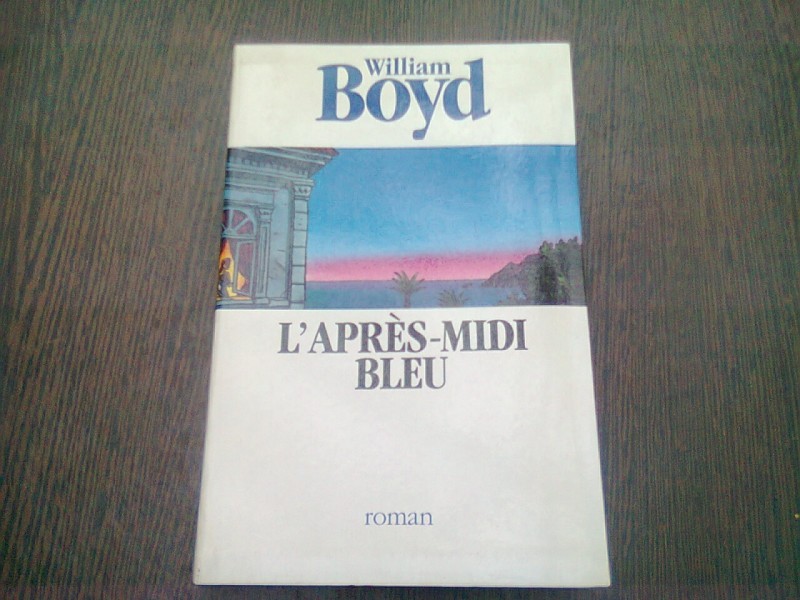 William
Boyd
L'APRÈS-MIDI
BLEU
roman